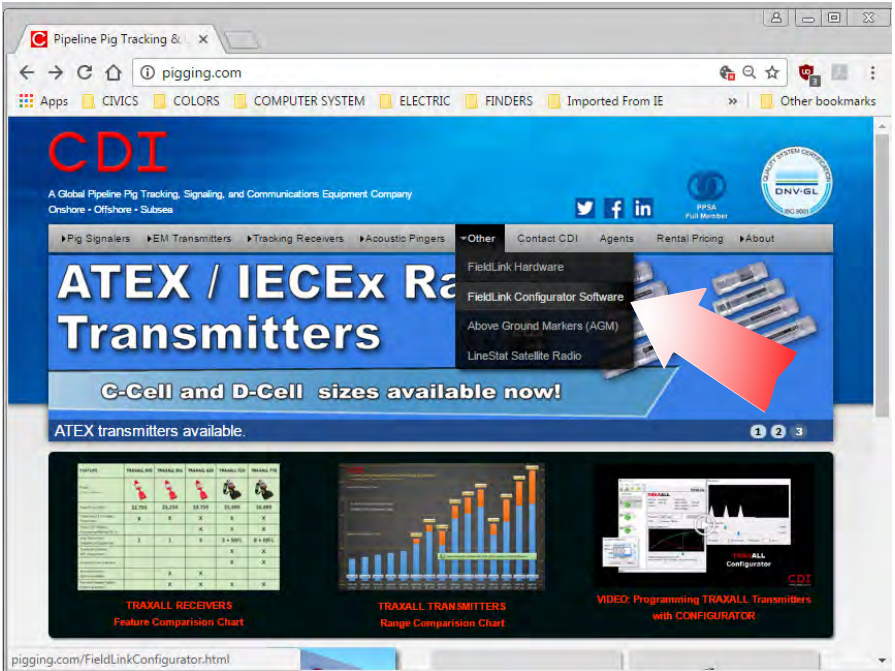 Pipeline Pig Tracking &
pigging.com
Apps CIVICS COLORS COMPUTER SYSTEM ELECTRIC FINDERS Imported From IE » Other bookmarks
CDI
A Global Pipeline Pig Tracking, Signaling, and Communications Equipment Company
Onshore • Offshore • Subsea
PPSA
Full Member
QUALITY SYSTEM CERTIFICATION
DNV·GL
ISO 9001
Pig Signalers EM Transmitters Tracking Receivers Acoustic Pingers Other Contact CDI Agents Rental Pricing About
FieldLink Hardware
FieldLink Configurator Software
Above Ground Markers (AGM)
LineStat Satellite Radio
ATEX / IECEx Ra
Transmitters
C-Cell and D-Cell sizes available now!
ATEX transmitters available.
1 2 3
TRAXALL RECEIVERS
Feature Comparision Chart
TRAXALL TRANSMITTERS
Range Comparision Chart
TRAXALL
Configurator
CDI
VIDEO: Programming TRAXALL Transmitters
with CONFIGURATOR
pigging.com/FieldLinkConfigurator.html